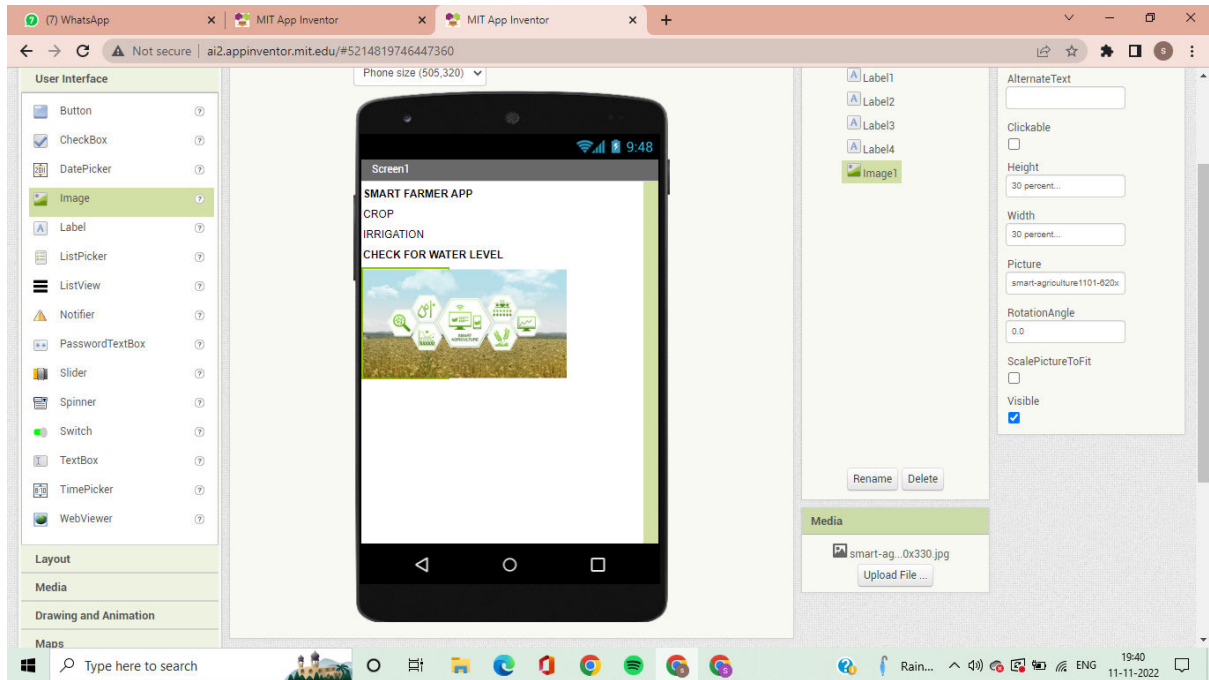 (7) WhatsApp
MIT App Inventor
MIT App Inventor
Not secure
ai2.appinventor.mit.edu/#5214819746447360
User Interface
Button
CheckBox
DatePicker
Image
Label
ListPicker
ListView
Notifier
PasswordTextBox
Slider
Spinner
Switch
TextBox
TimePicker
WebViewer
Layout
Media
Drawing and Animation
Maps
Phone size (505,320)
9:48
Screen1
SMART FARMER APP
CROP
IRRIGATION
CHECK FOR WATER LEVEL
SMART
AGRICULTURE
Label1
Label2
Label3
Label4
Image1
Rename
Delete
Media
smart-ag...0x330.jpg
Upload File ...
AlternateText
Clickable
Height
30 percent...
Width
30 percent...
Picture
smart-agriculture1101-620x
RotationAngle
0.0
ScalePictureToFit
Visible
Type here to search
Rain...
ENG
19:40
11-11-2022